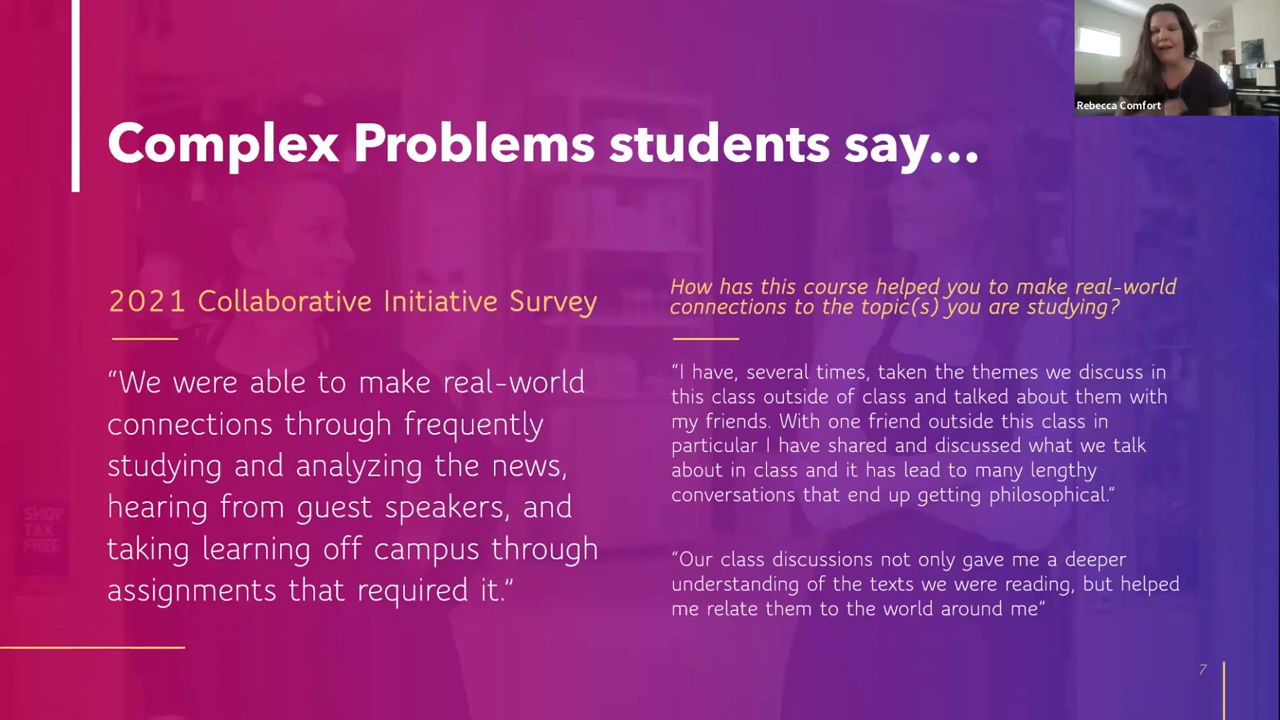 Rebecca Comfort
Complex Problems students say...
2021 Collaborative Initiative Survey
“We were able to make real-world
connections through frequently
studying and analyzing the news,
hearing from guest speakers, and
taking learning off campus through
assignments that required it.”
How has this course helped you to make real-world
connections to the topic(s) you are studying?
“I have, several times, taken the themes we discuss in
this class outside of class and talked about them with
my friends. With one friend outside this class in
particular I have shared and discussed what we talk
about in class and it has lead to many lengthy
conversations that end up getting philosophical.”
“Our class discussions not only gave me a deeper
understanding of the texts we were reading, but helped
me relate them to the world around me”
SHOP
TAX
FREE
7